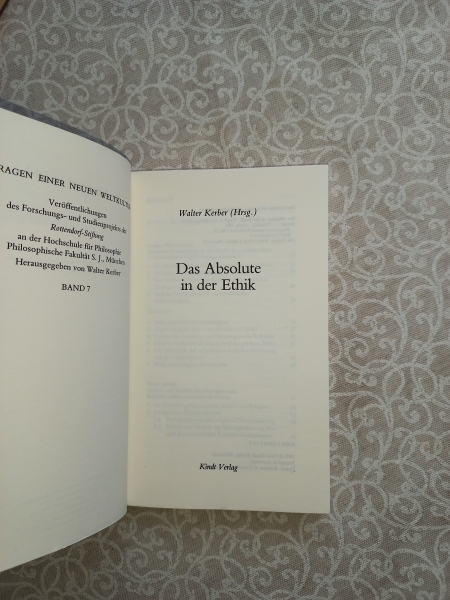 RAGEN EINER NEUEN WELTKULTU
Veröffentlichungen
des Forschungs- und Studienprojekts der
Rottendorf-Stiftung
an der Hochschule für Philosophie
Philosophische Fakultät S. J., München
Herausgegeben von Walter Kerber
BAND 7
Walter Kerber (Hrsg.)
Das Absolute
in der Ethik
Kindt Verlag